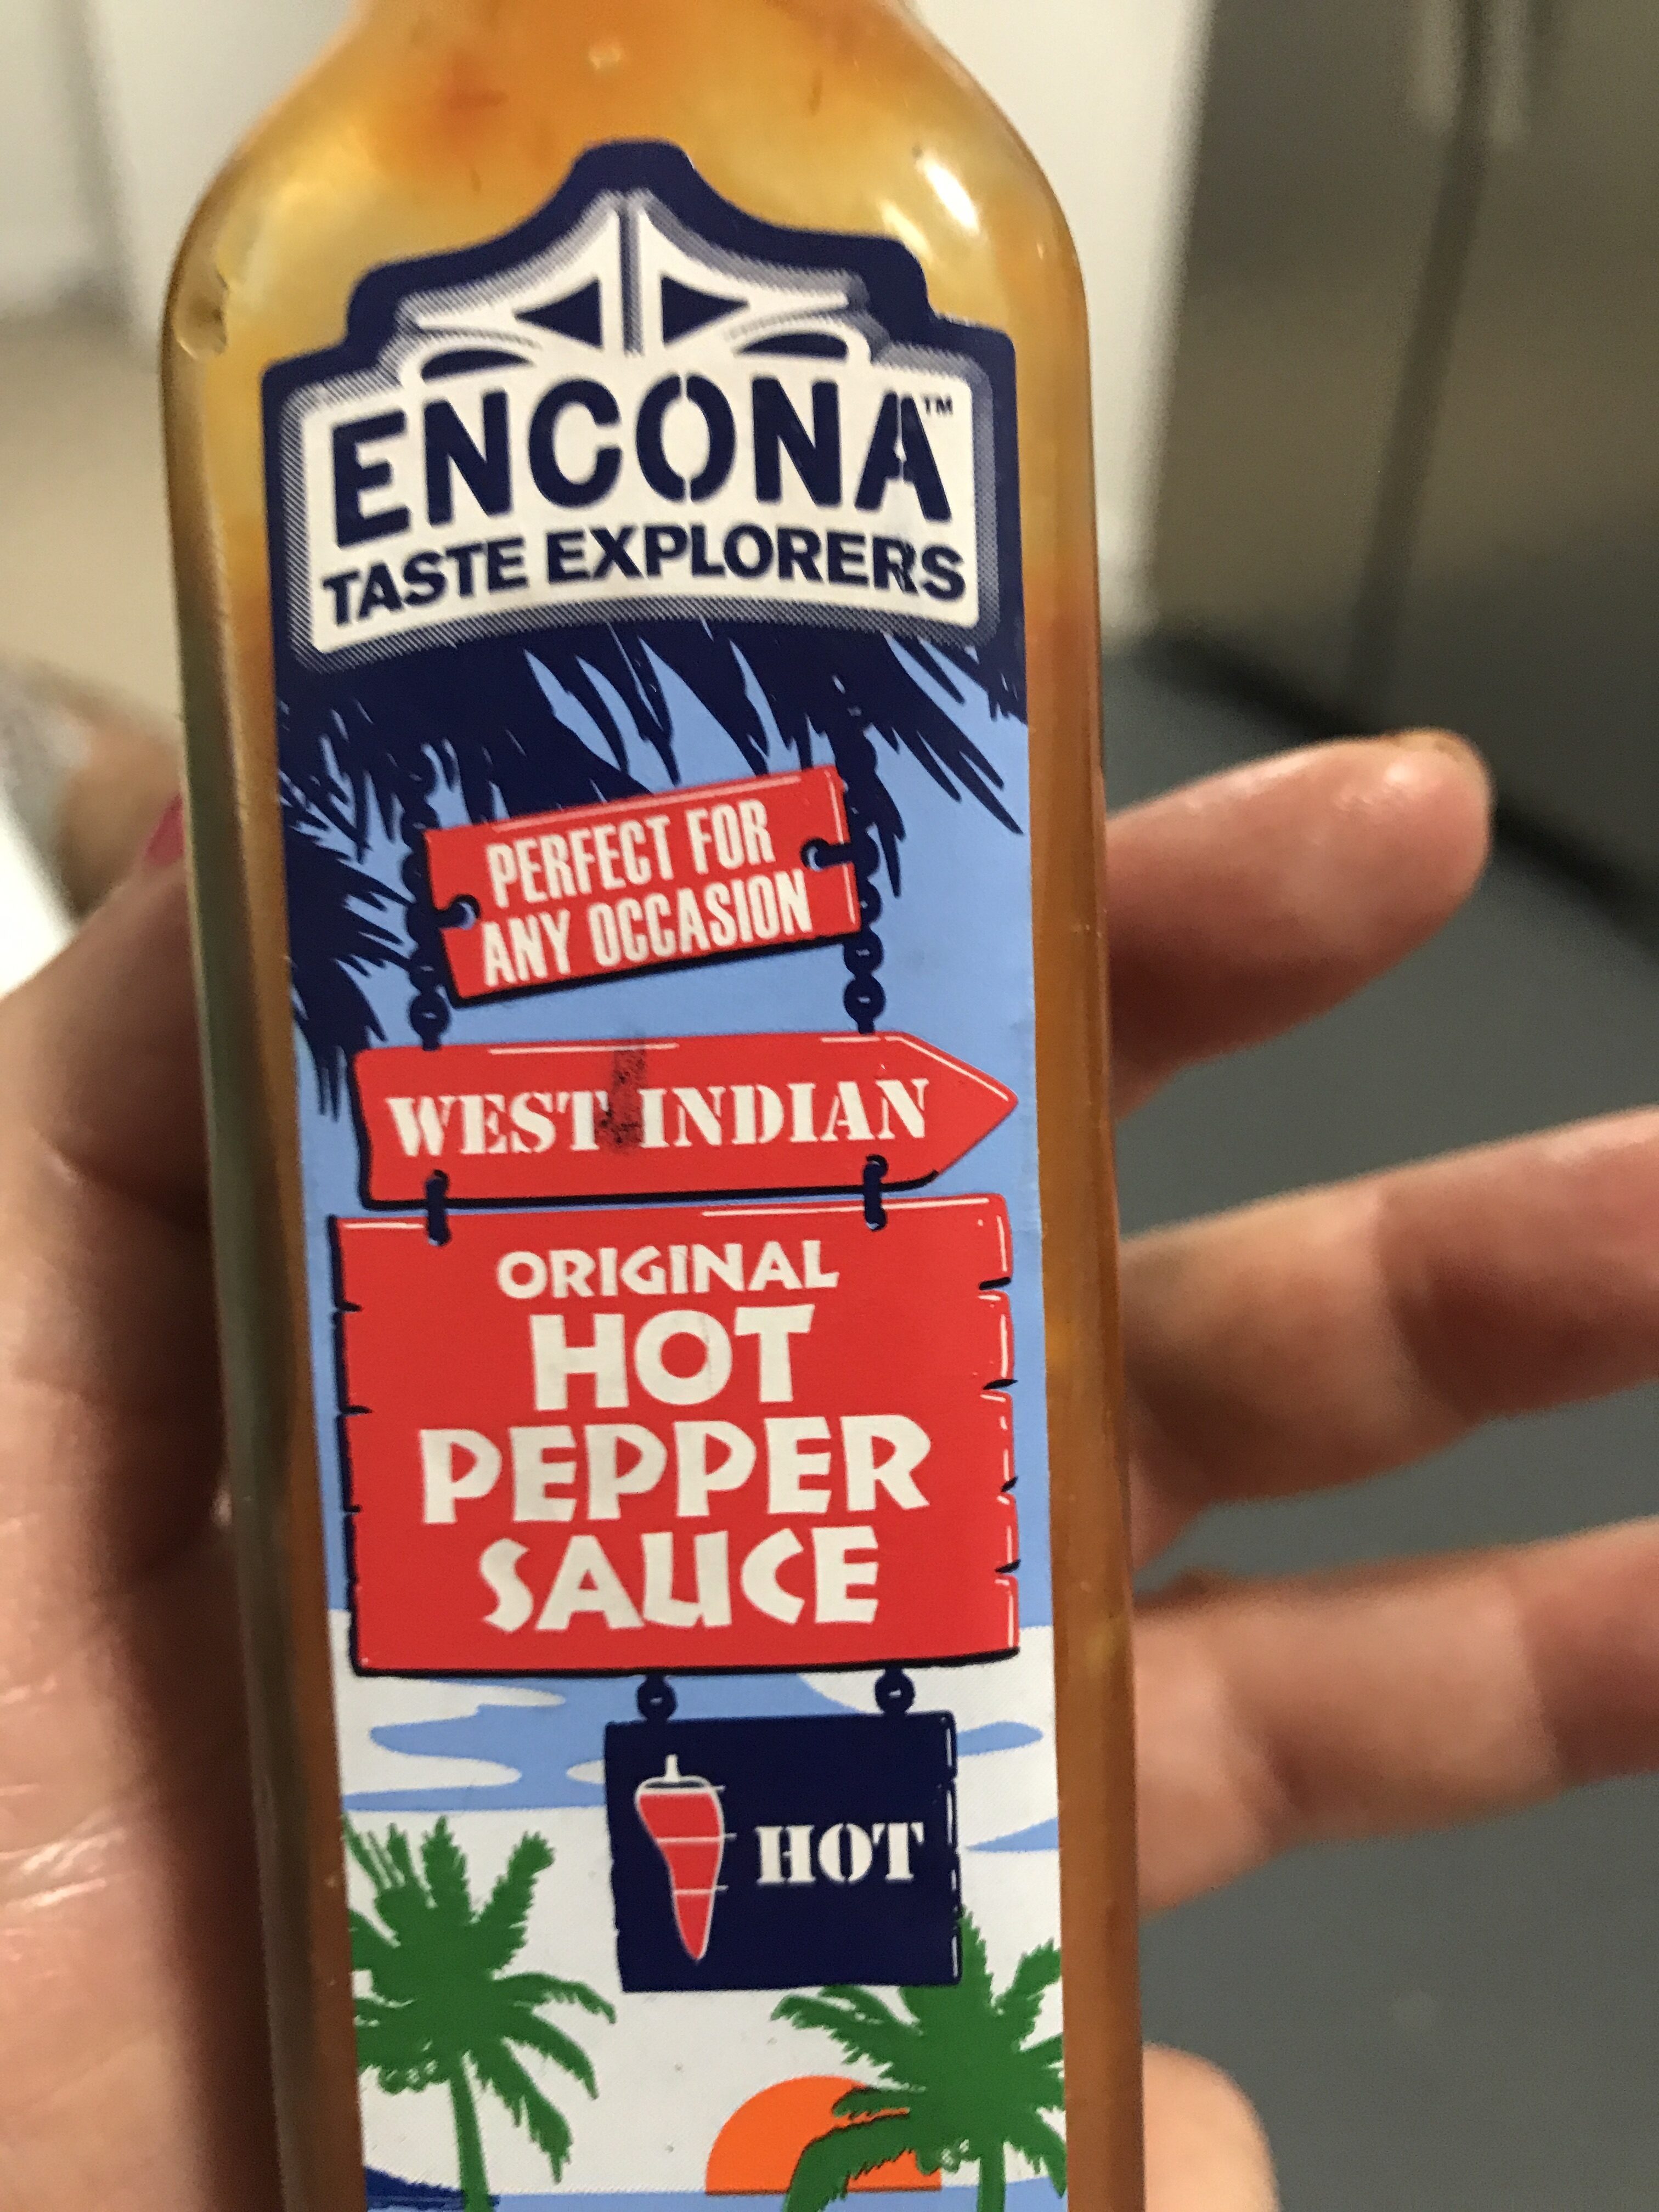 ENCONA™
TASTE EXPLORERS
PERFECT FOR
ANY OCCASION
WEST INDIAN
ORIGINAL
HOT
PEPPER
SAUCE
HOT